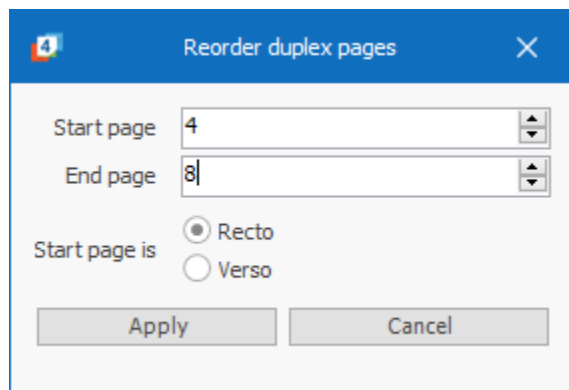 4 Reorder duplex pages
Start page 4
End page 8
Start page is
Recto
Verso
Apply Cancel